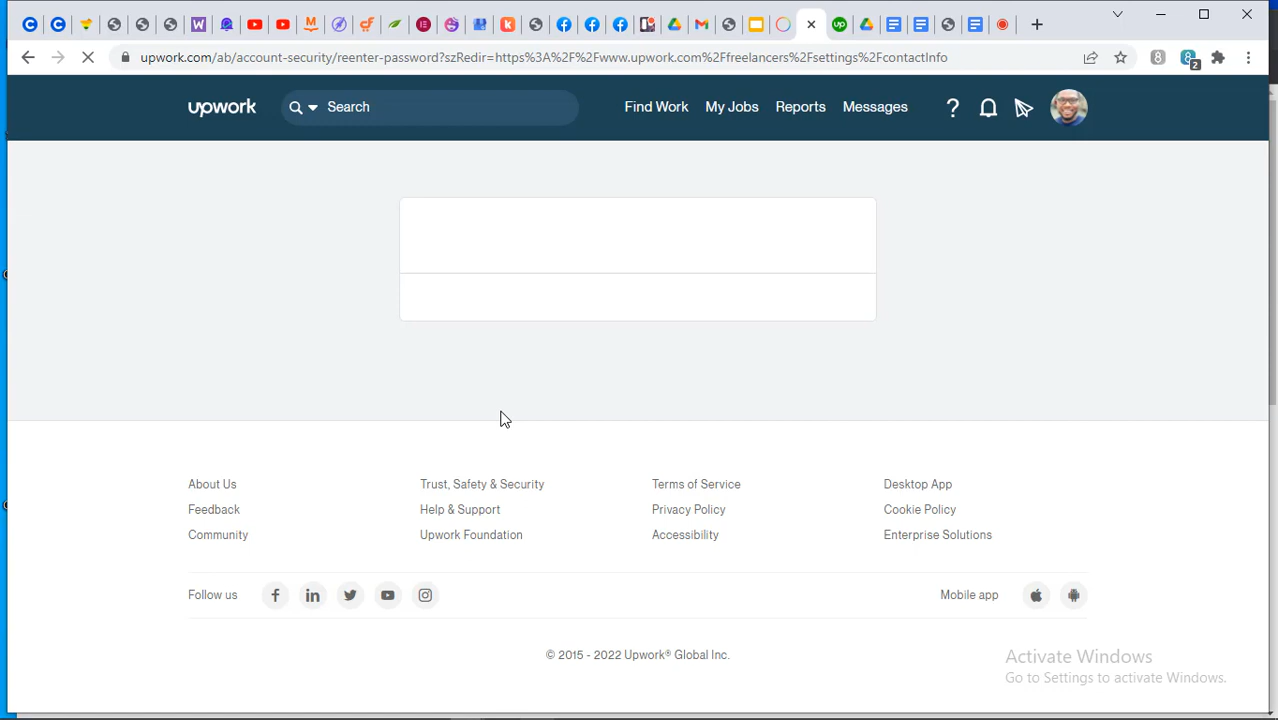 upwork.com/ab/account-security/reenter-password?szRedir=https%3A%2F%2Fwww.upwork.com%2Ffreelancers%2Fsettings%2FcontactInfo
8
8
2
upwork
Search
Find Work
My Jobs
Reports
Messages
?
About Us
Trust, Safety & Security
Terms of Service
Desktop App
Feedback
Help & Support
Privacy Policy
Cookie Policy
Community
Upwork Foundation
Accessibility
Enterprise Solutions
Follow us
Mobile app
© 2015 - 2022 Upwork® Global Inc.
Activate Windows
Go to Settings to activate Windows.